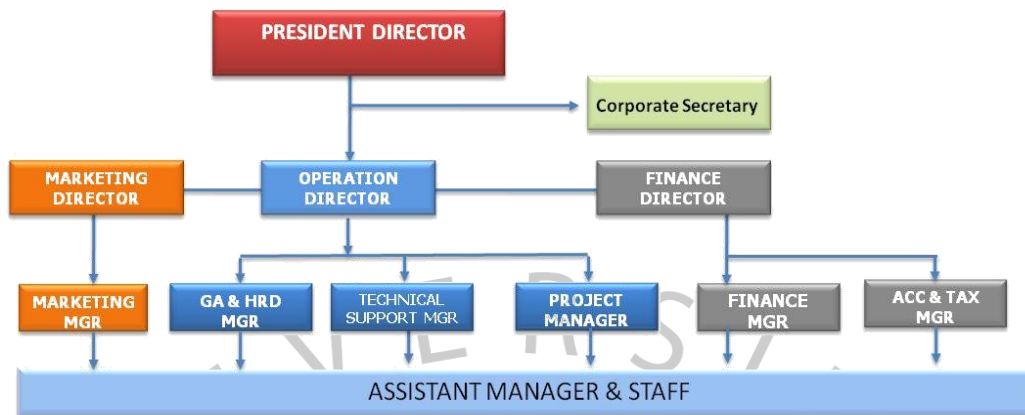 PRESIDENT DIRECTOR
Corporate Secretary
MARKETING
DIRECTOR
OPERATION
DIRECTOR
FINANCE
DIRECTOR
MARKETING
MGR
GA & HRD
MGR
TECHNICAL
SUPPORT MGR
PROJECT
MANAGER
FINANCE
MGR
ACC & TAX
MGR
ASSISTANT MANAGER & STAFF